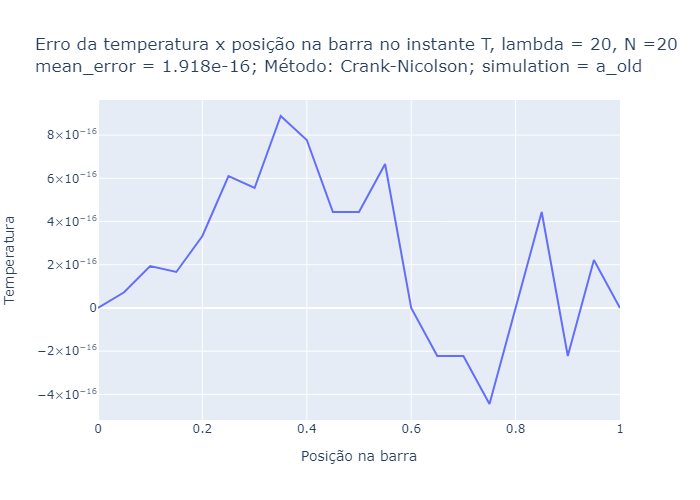 Erro da temperatura x posição na barra no instante T, lambda = 20, N =20
mean_error = 1.918e-16; Método: Crank-Nicolson; simulation = a_old
Temperatura
8×10⁻¹⁶
6×10⁻¹⁶
4×10⁻¹⁶
2×10⁻¹⁶
0
−2×10⁻¹⁶
−4×10⁻¹⁶
0 0.2 0.4 0.6 0.8 1
Posição na barra